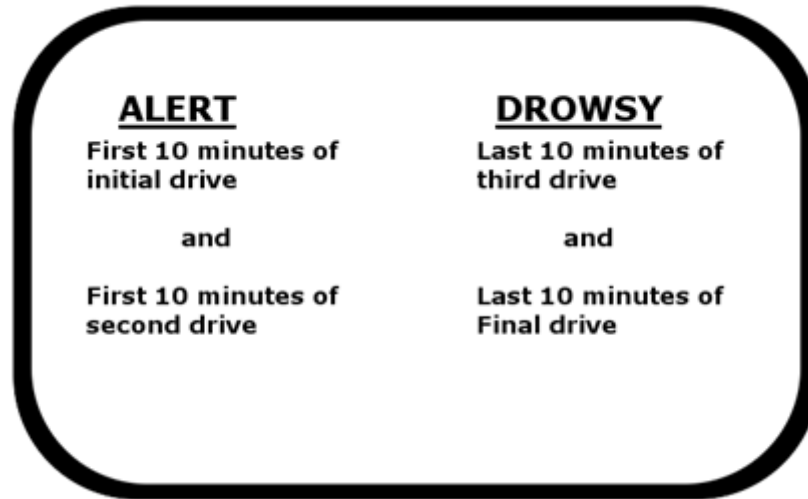 ALERT
First 10 minutes of
initial drive
and
First 10 minutes of
second drive
DROWSY
Last 10 minutes of
third drive
and
Last 10 minutes of
Final drive